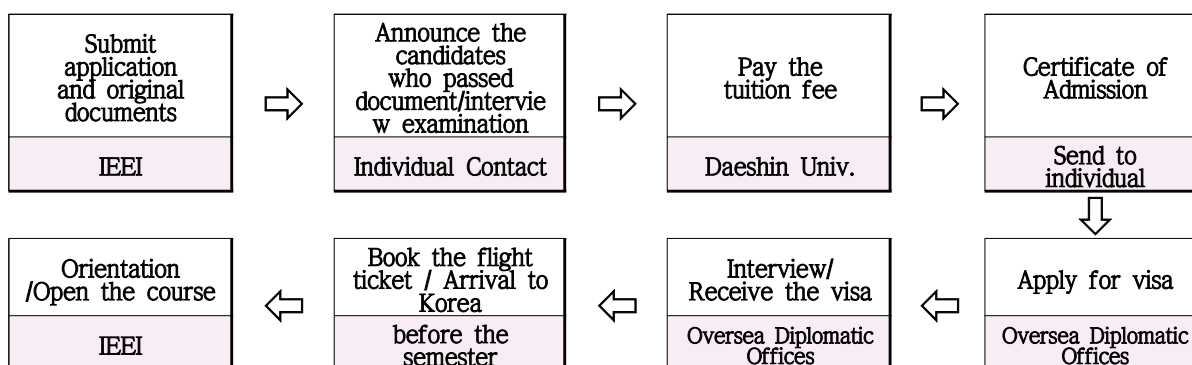 Submit
application
and original
documents
IEEI
Announce the
candidates
who passed
document/intervie
w examination
Individual Contact
Pay the
tuition fee
Daeshin Univ.
Certificate of
Admission
Send to
individual
Apply for visa
Oversea Diplomatic
Offices
Interview/
Receive the visa
Oversea Diplomatic
Offices
Book the flight
ticket / Arrival to
Korea
before the
semester
Orientation
/Open the course
IEEI